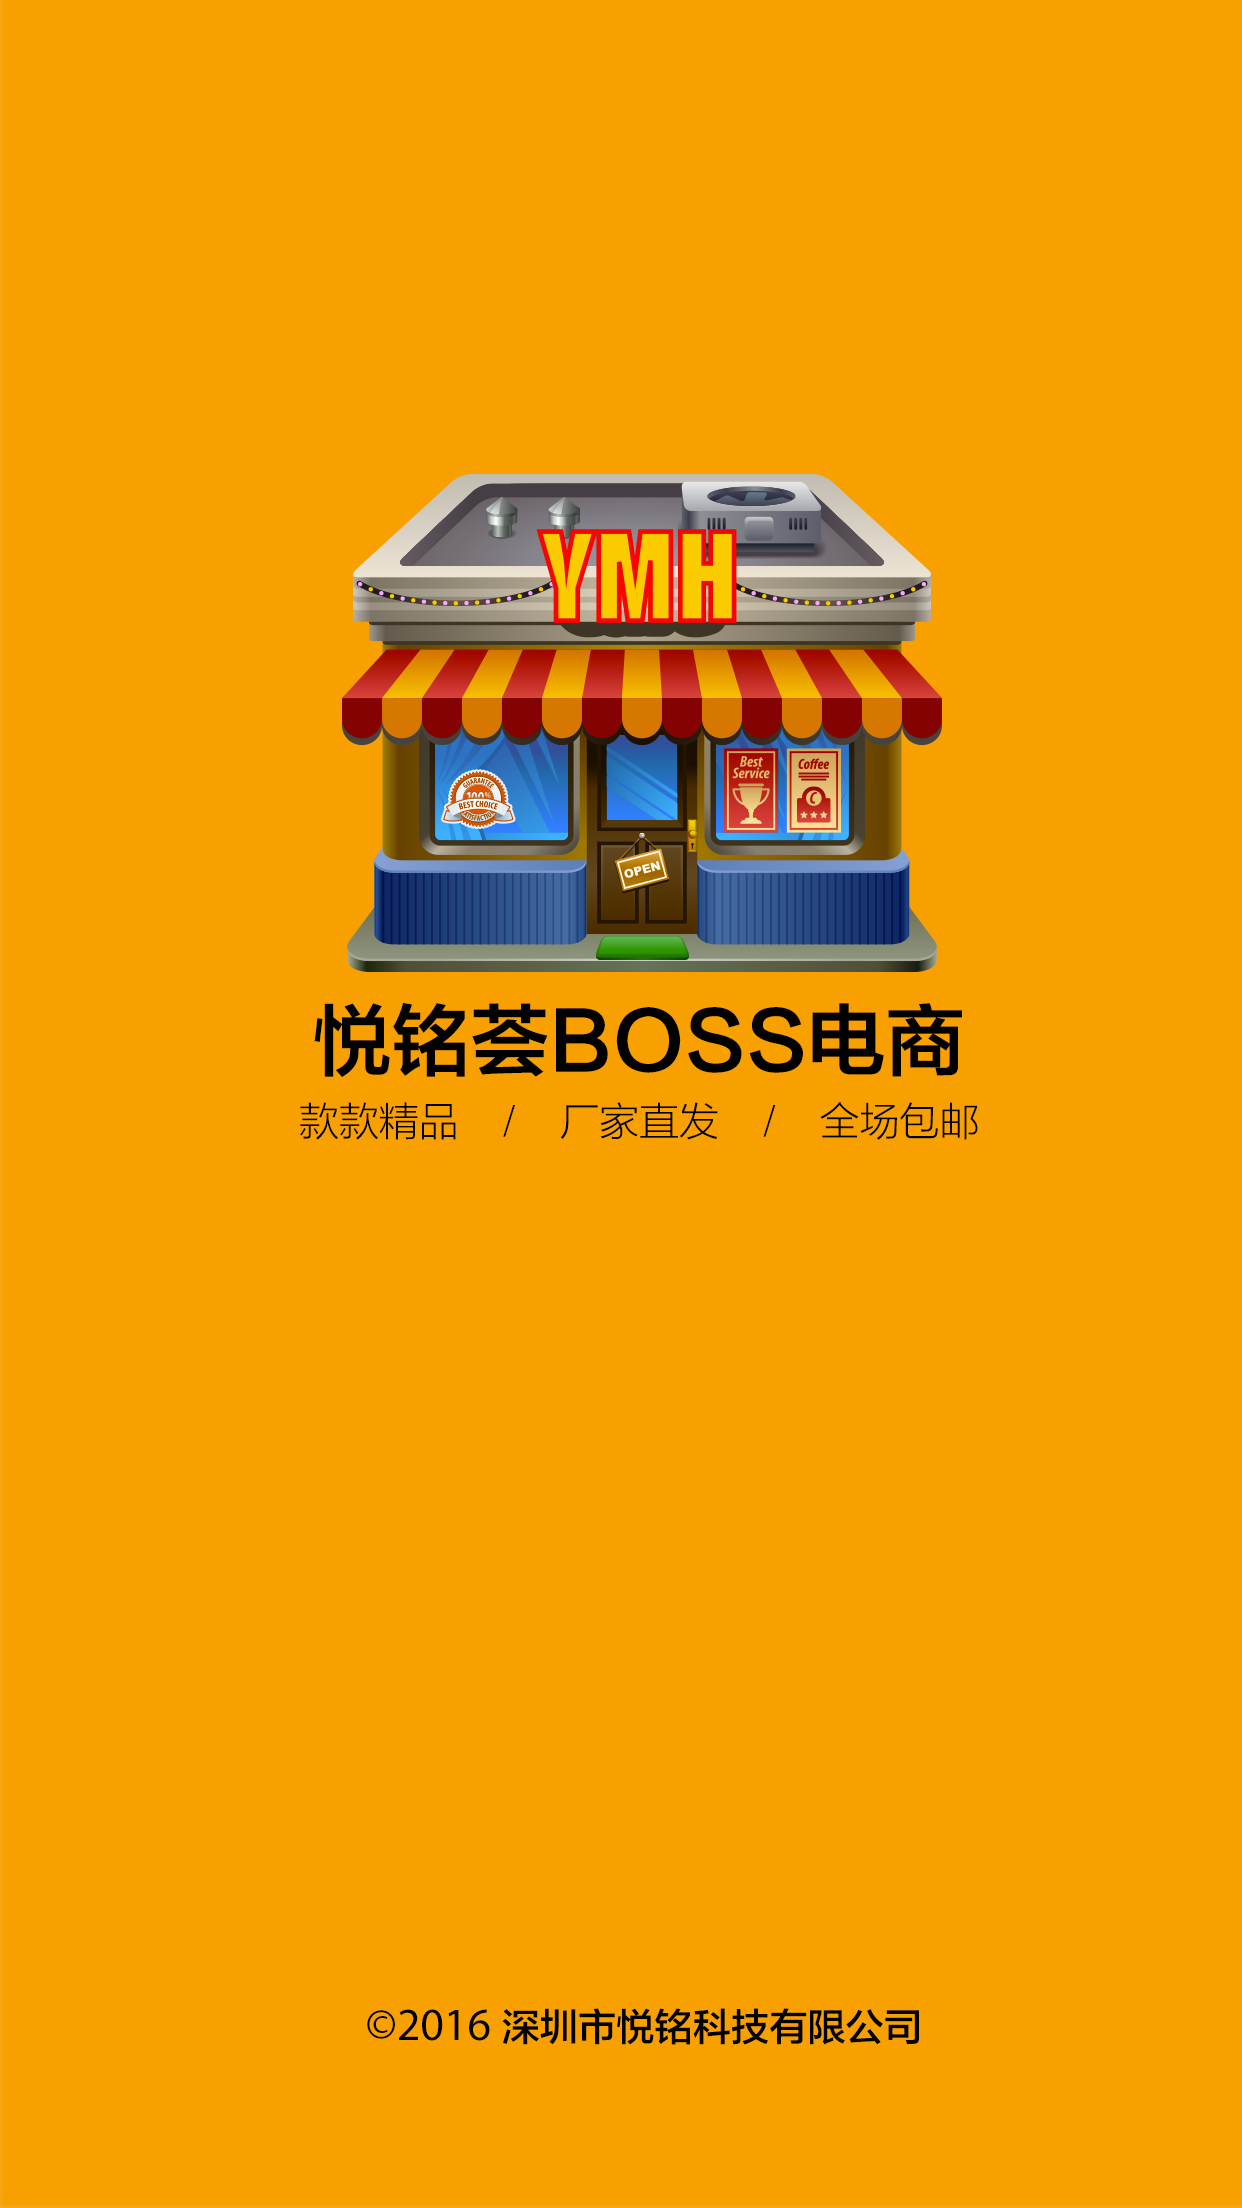 YMH
Best
Service
Coffee
GUARANTEE
100%
BEST CHOICE
SATISFACTION
OPEN
悦铭荟BOSS电商
款款精品 / 厂家直发 / 全场包邮
©2016 深圳市悦铭科技有限公司